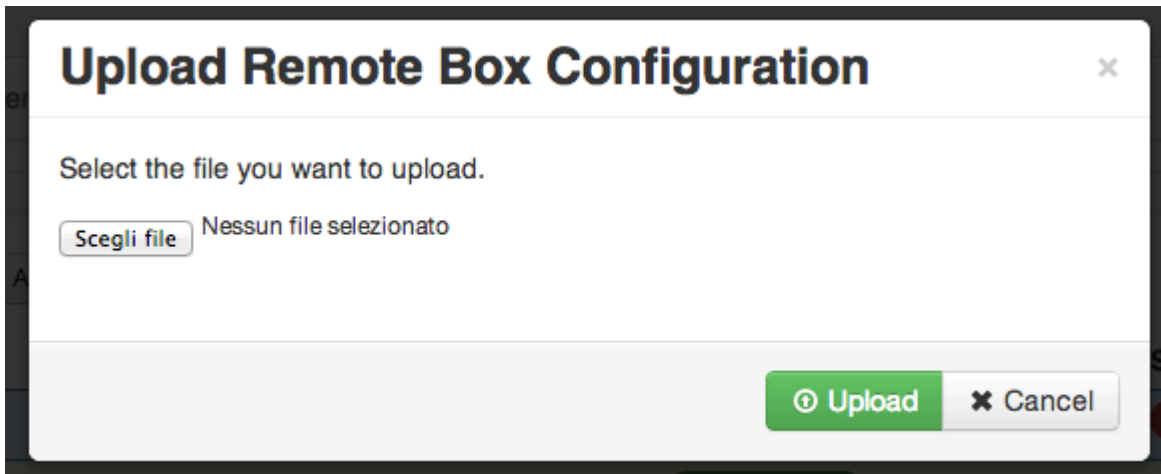 Upload Remote Box Configuration
×
Select the file you want to upload.
Scegli file Nessun file selezionato
Upload Cancel